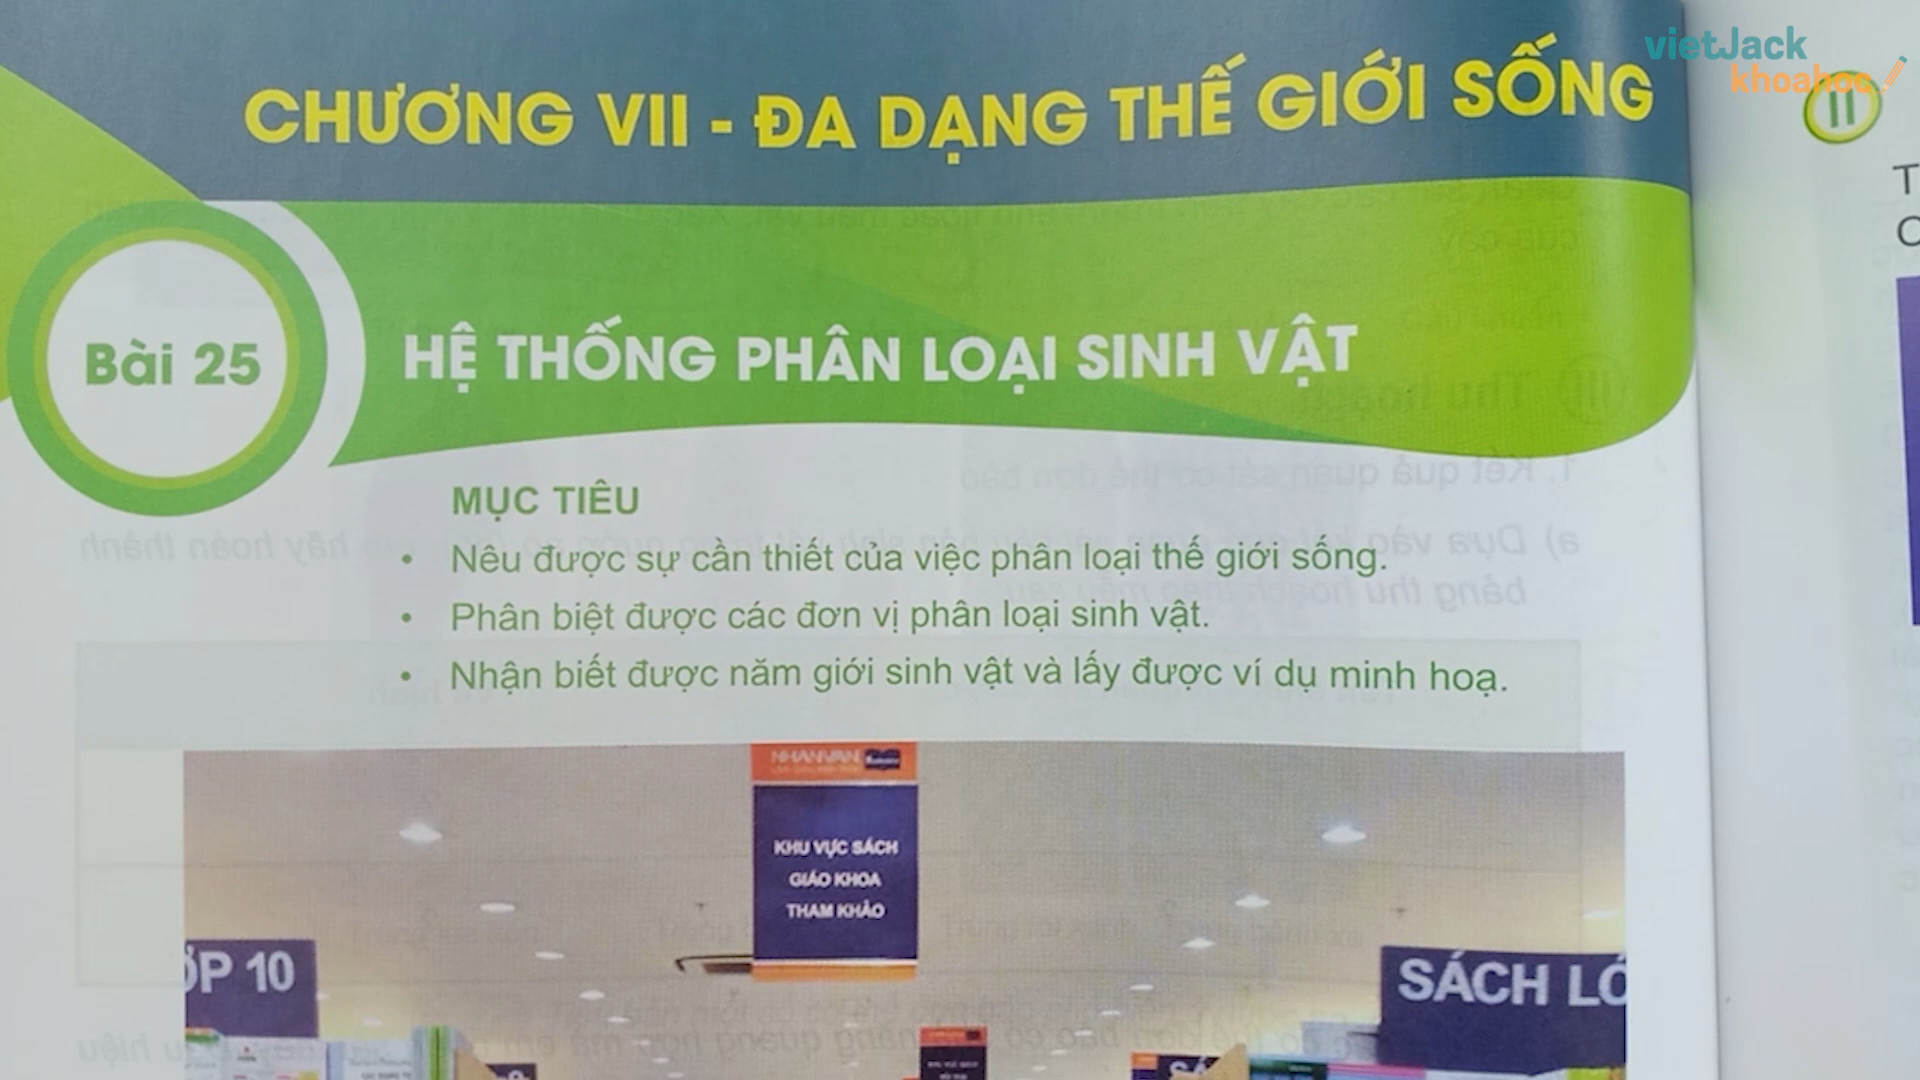 vietJack
khoahoc
CHƯƠNG VII - ĐA DẠNG THẾ GIỚI SỐNG
II
Bài 25
HỆ THỐNG PHÂN LOẠI SINH VẬT
MỤC TIÊU
• Nêu được sự cần thiết của việc phân loại thế giới sống.
• Phân biệt được các đơn vị phân loại sinh vật.
• Nhận biết được năm giới sinh vật và lấy được ví dụ minh hoạ.
NHANVAN
KHU VỰC SÁCH
GIÁO KHOA
THAM KHẢO
ỚP 10
SÁCH LỚ